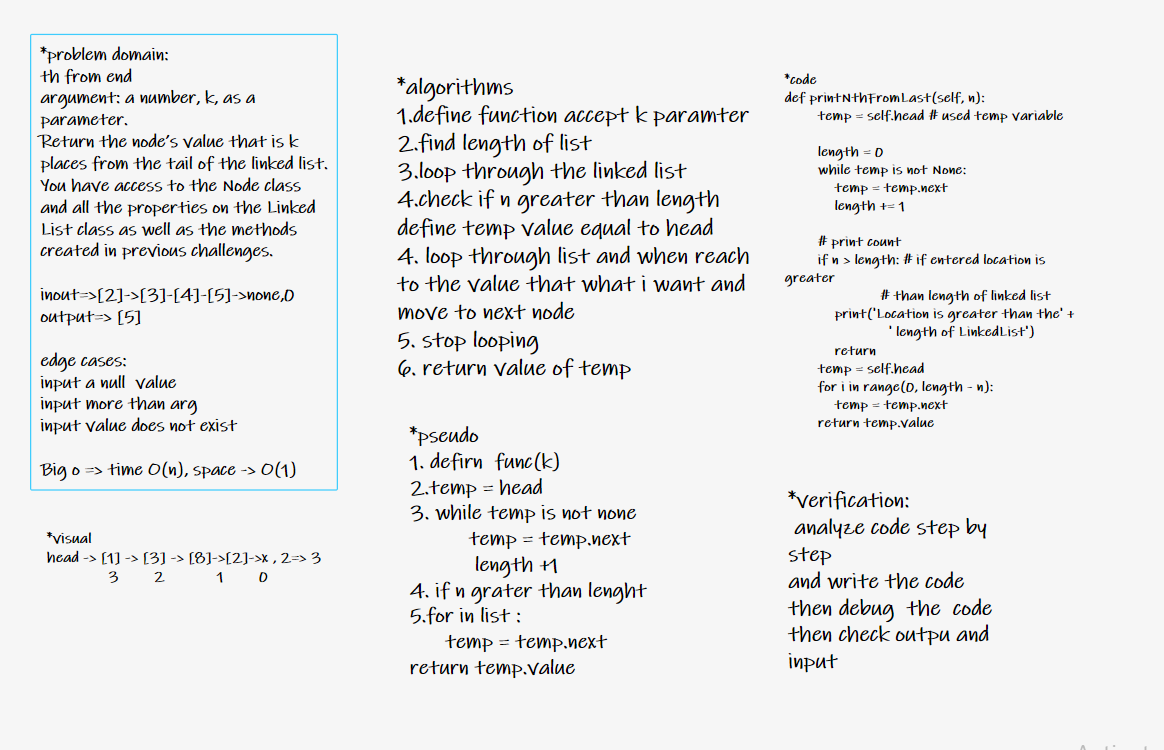 *problem domain:
th from end
argument: a number, k, as a
parameter.
Return the node's value that is k
places from the tail of the linked list.
You have access to the Node class
and all the properties on the Linked
List class as well as the methods
created in previous challenges.
inout=>[2]->[3]-[4]-[5]->none,0
output=> [5]
edge cases:
input a null value
input more than arg
input value does not exist
Big o => time O(n), space -> O(1)
*visual
head -> [1] -> [3] -> [8]->[2]->x , 2=> 3
3 2 1 0
*algorithms
1.define function accept k paramter
2.find length of list
3.loop through the linked list
4.check if n greater than length
define temp value equal to head
4. loop through list and when reach
to the value that what i want and
move to next node
5. stop looping
6. return value of temp
*pseudo
1. defirn func(k)
2.temp = head
3. while temp is not none
temp = temp.next
length +1
4. if n grater than lenght
5.for in list :
temp = temp.next
return temp.value
*code
def printNthFromLast(self, n):
temp = self.head # used temp variable
length = 0
while temp is not None:
temp = temp.next
length += 1
# print count
if n > length: # if entered location is
greater
# than length of linked list
print('Location is greater than the' +
' length of LinkedList')
return
temp = self.head
for i in range(0, length - n):
temp = temp.next
return temp.value
*verification:
analyze code step by
step
and write the code
then debug the code
then check outpu and
input